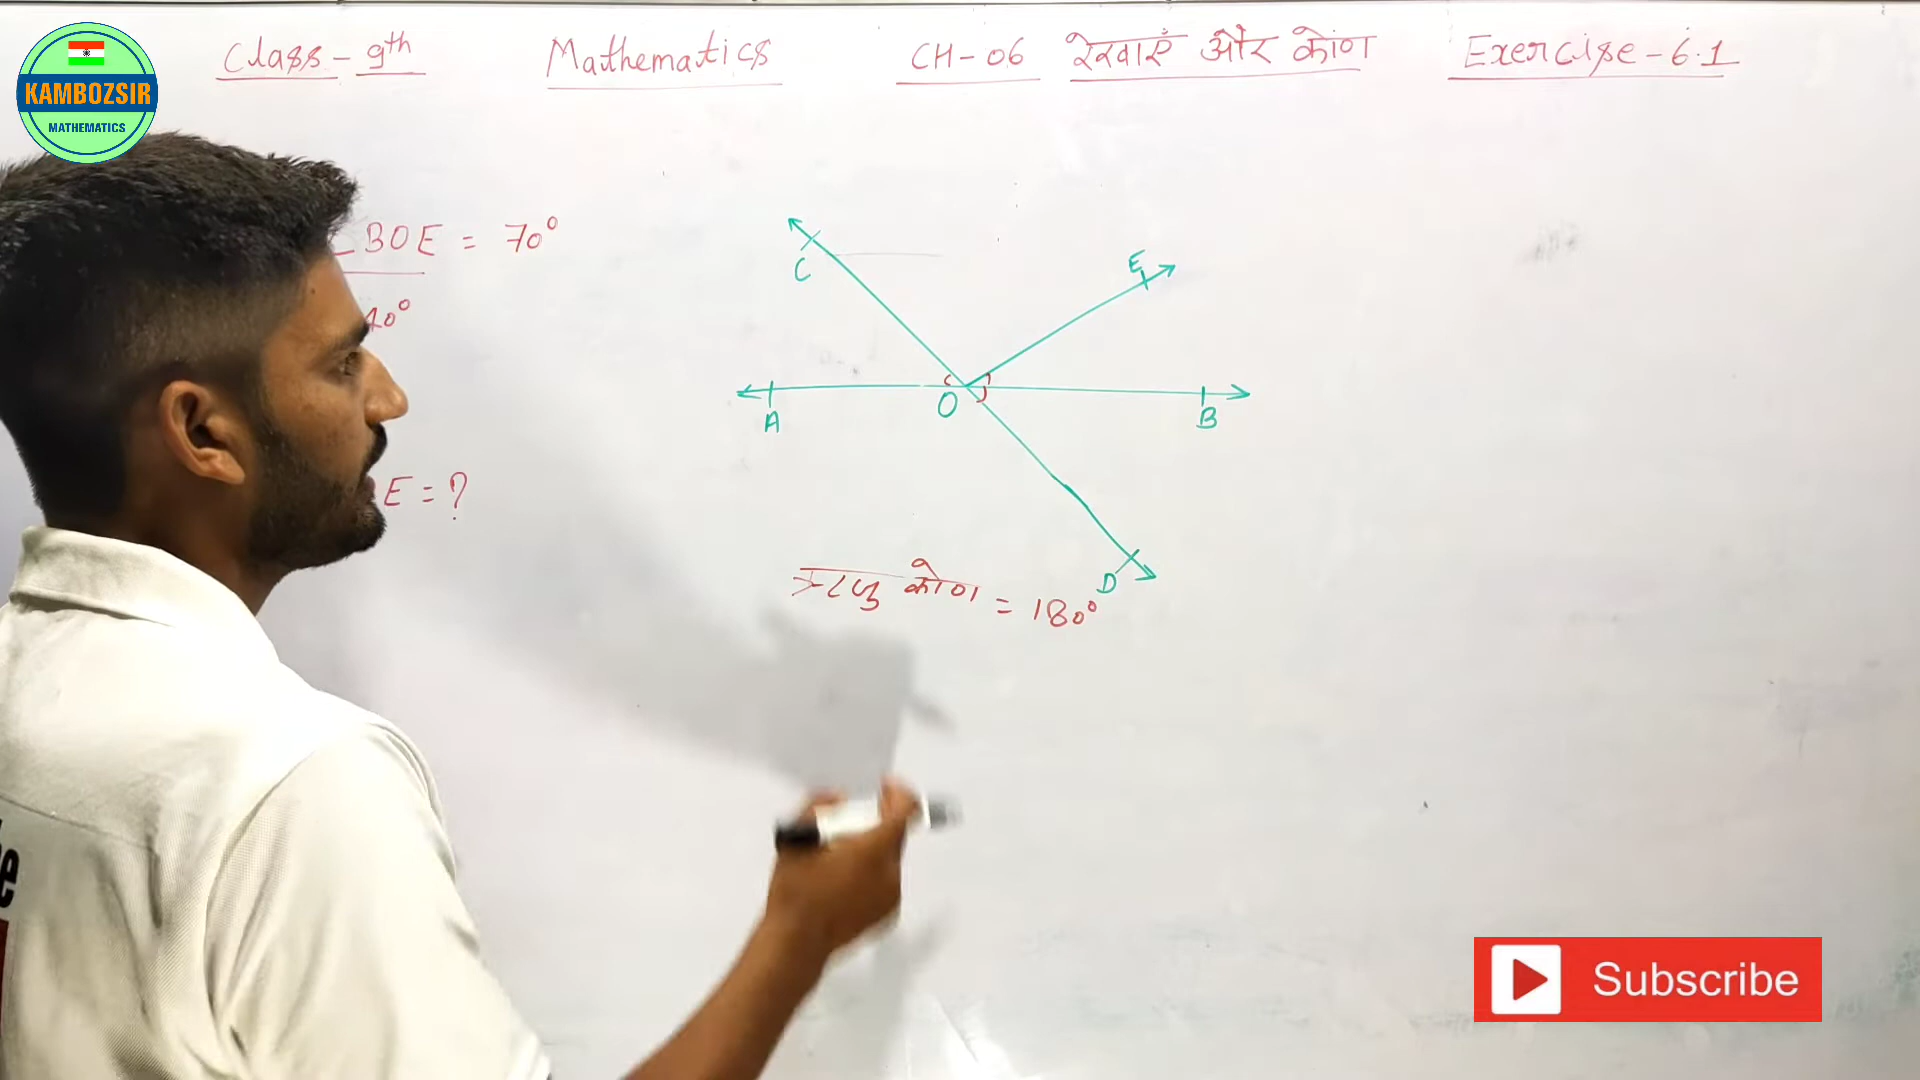 Class - 9th Mathematics CH-06 रेखाएँ और कोण Exercise - 6.1
KAMBOZSIR
MATHEMATICS
∠BOE = 70°
40°
E = ?
C
E
A
O
B
D
ऋजु कोण = 180°
Subscribe